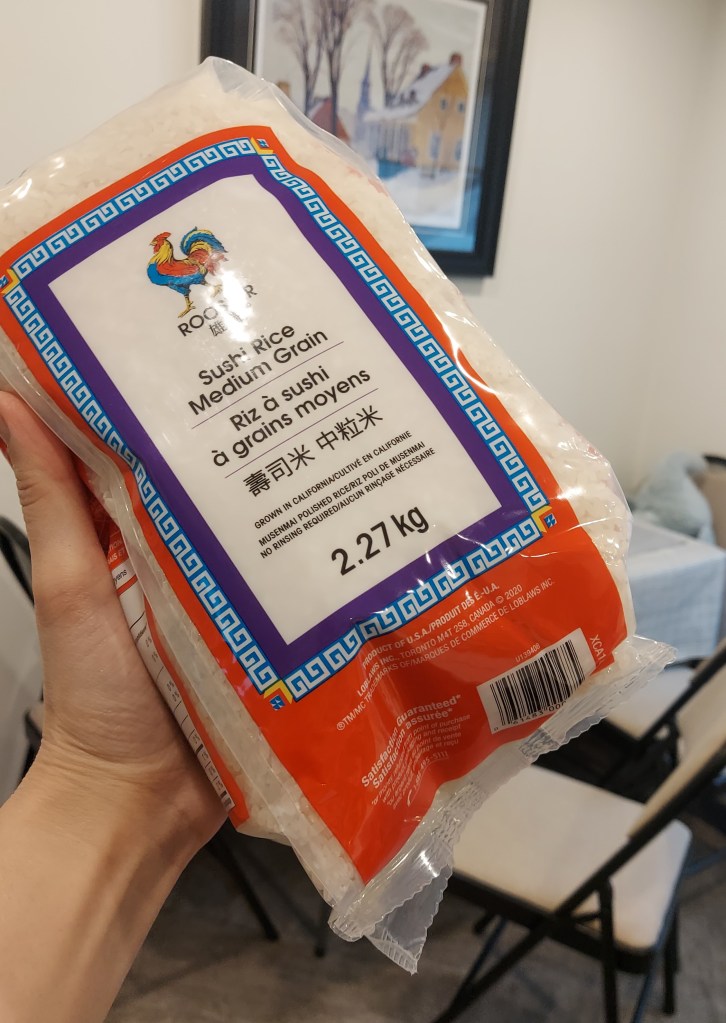 ROOSTER
Sushi Rice
Medium Grain
Riz à sushi
à grains moyens
壽司米 中粒米
GROWN IN CALIFORNIA/CULTIVÉ EN CALIFORNIE
MUSENMAI POLISHED RICE/RIZ POLI DE MUSENMAI
NO RINSING REQUIRED/AUCUN RINÇAGE NÉCESSAIRE
2.27 kg
PRODUCT OF U.S.A./PRODUIT DES É.-U.A.
LOBLAWS INC., TORONTO M4T 2S8, CANADA © 2020
®/TM/MC TRADEMARKS OF/MARQUES DE COMMERCE DE LOBLAWS INC.
XCA1
Satisfaction Guaranteed
Satisfaction assurée